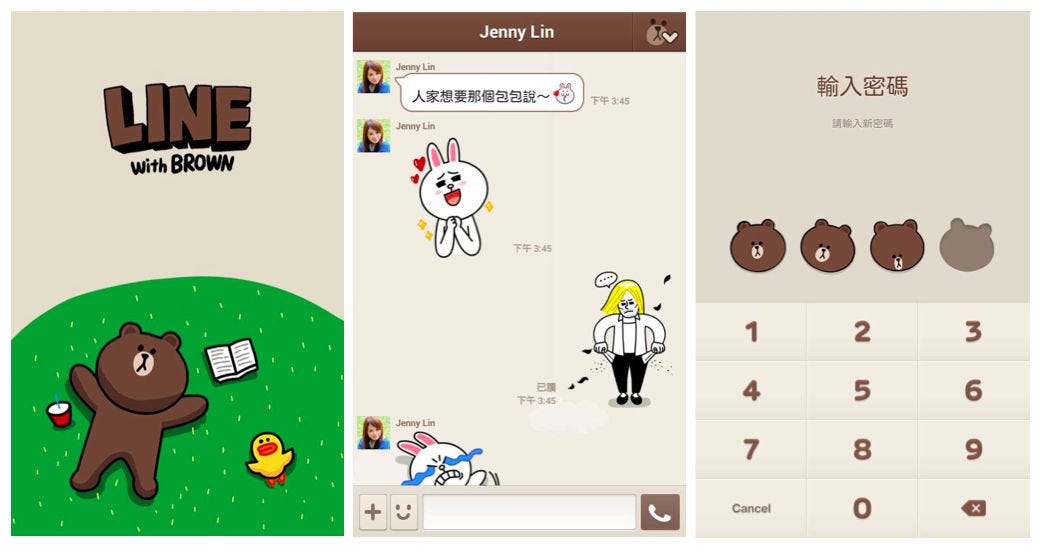 LINE
with BROWN
Jenny Lin
Jenny Lin
人家想要那個包包說～
下午 3:45
Jenny Lin
下午 3:45
已讀
下午 3:45
Jenny Lin
輸入密碼
請輸入新密碼
1
2
3
4
5
6
7
8
9
Cancel
0